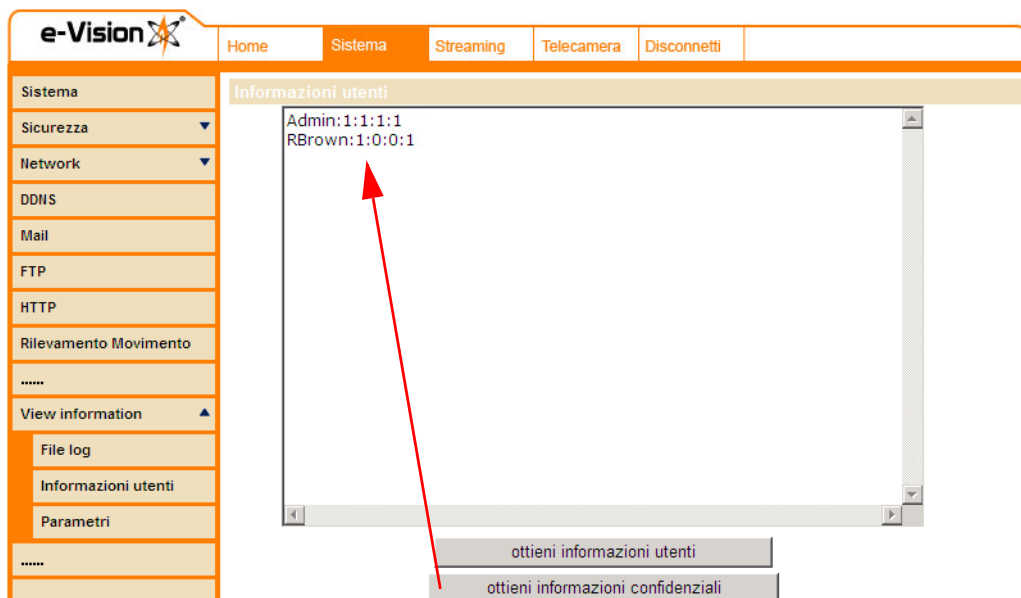 e-Vision
Home
Sistema
Streaming
Telecamera
Disconnetti
Sistema
Sicurezza
Network
DDNS
Mail
FTP
HTTP
Rilevamento Movimento
......
View information
File log
Informazioni utenti
Parametri
......
Informazioni utenti
Admin:1:1:1:1
RBrown:1:0:0:1
ottieni informazioni utenti
ottieni informazioni confidenziali